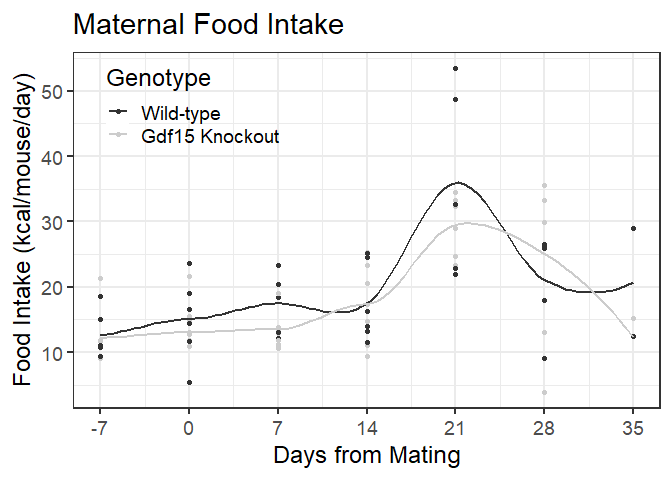 Maternal Food Intake
Genotype
Wild-type
Gdf15 Knockout
Food Intake (kcal/mouse/day)
50
40
30
20
10
-7 0 7 14 21 28 35
Days from Mating